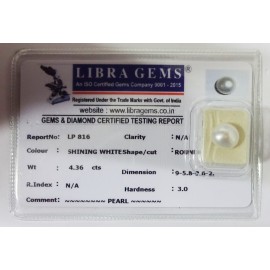 LIBRA GEMS®
an ISO Certified Gems Company 9001 - 2015
Registered Under the Trade Marks with Govt. of India
website : www.libragems.co.in
GEMS & DIAMOND CERTIFIED TESTING REPORT
ReportNo: LP 816 Clarity : N/A
Colour : SHINING WHITE Shape/cut : ROUND
Wt : 4.36 cts Dimension :
R.Index : N/A Hardness : 3.0
Comment ~~~~~~~~ PEARL ~~~~~~~~